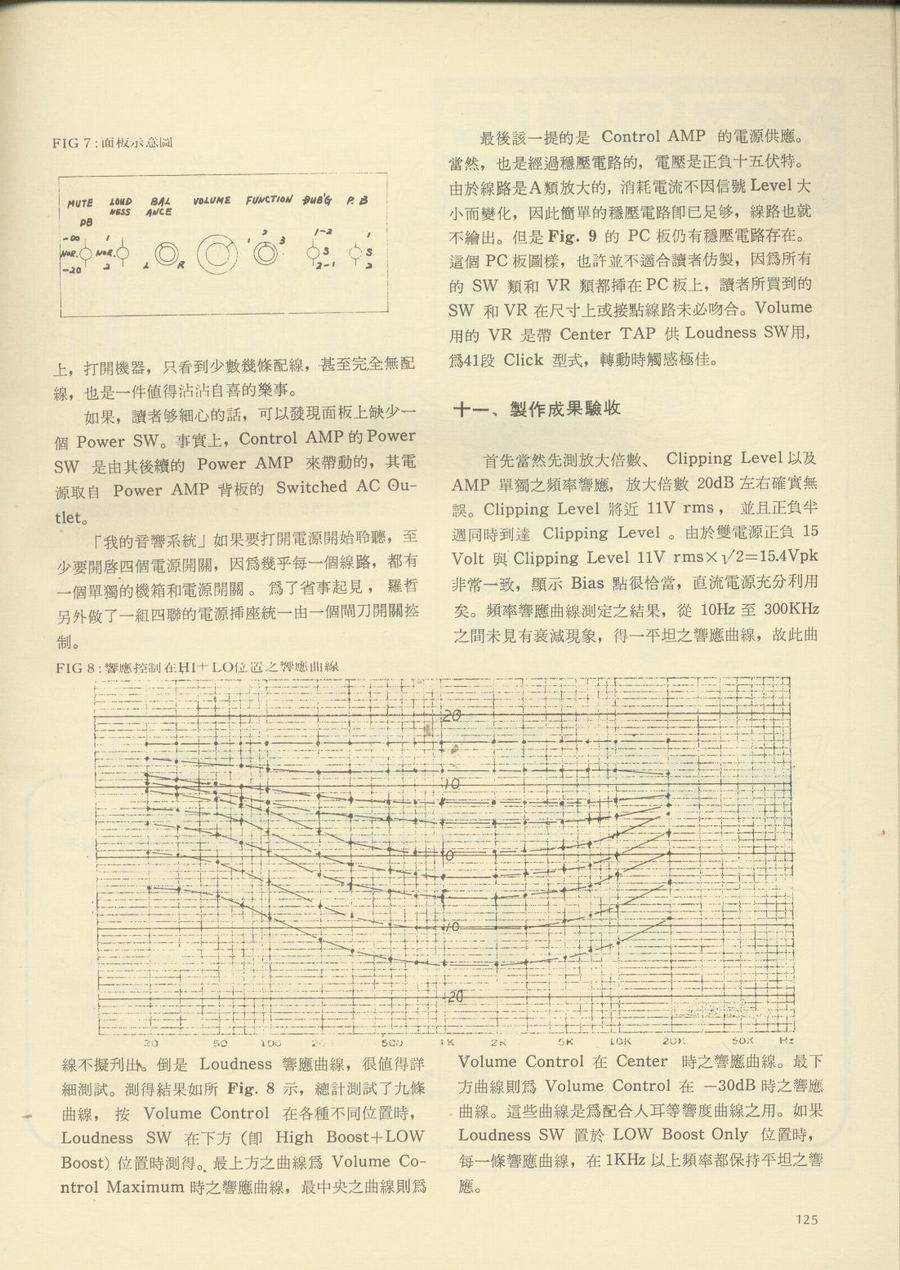 FIG 7：面板示意圖
MUTE LOUD BAL VOLUME FUNCTION DUB'G P. B
NESS ANCE
DB
-∞ 1 2 1-2 1
NOR. NOR. 1 3 S S
-20 2 L R 2-1 2
上，打開機器，只看到少數幾條配線，甚至完全無配
線，也是一件值得沾沾自喜的樂事。
如果，讀者够細心的話，可以發現面板上缺少一
個 Power SW。事實上，Control AMP 的 Power
SW 是由其後續的 Power AMP 來帶動的，其電
源取自 Power AMP 背板的 Switched AC Ou-
tlet。
「我的音響系統」如果要打開電源開始聆聽，至
少要開啓四個電源開關，因爲幾乎每一個線路，都有
一個單獨的機箱和電源開關。爲了省事起見，羅哲
另外做了一組四聯的電源挿座統一由一個閘刀開關控
制。
最後該一提的是 Control AMP 的電源供應。
當然，也是經過穩壓電路的，電壓是正負十五伏特。
由於線路是A類放大的，消耗電流不因信號 Level 大
小而變化，因此簡單的穩壓電路卽已足够，線路也就
不繪出。但是 Fig. 9 的 PC 板仍有穩壓電路存在。
這個 PC 板圖樣，也許並不適合讀者仿製，因爲所有
的 SW 類和 VR 類都挿在 PC 板上，讀者所買到的
SW 和 VR 在尺寸上或接點線路未必吻合。Volume
用的 VR 是帶 Center TAP 供 Loudness SW用，
爲41段 Click 型式，轉動時觸感極佳。
十一、製作成果驗收
首先當然先測放大倍數、 Clipping Level 以及
AMP 單獨之頻率響應，放大倍數 20dB 左右確實無
誤。Clipping Level 將近 11V rms，並且正負半
週同時到達 Clipping Level 。由於雙電源正負 15
Volt 與 Clipping Level 11V rms×√2=15.4Vpk
非常一致，顯示 Bias 點很恰當，直流電源充分利用
矣。頻率響應曲線測定之結果，從 10Hz 至 300KHz
之間未見有衰減現象，得一平坦之響應曲線，故此曲
FIG 8：響應控制在HI＋LO位置之響應曲線
20
10
0
-10
-20
20 50 100 500 1K 2K 5K 10K 20K 50K Hz
線不擬列出。倒是 Loudness 響應曲線，很值得詳
細測試。測得結果如所 Fig. 8 示，總計測試了九條
曲線， 按 Volume Control 在各種不同位置時，
Loudness SW 在下方 (卽 High Boost+LOW
Boost) 位置時測得。最上方之曲線爲 Volume Co-
ntrol Maximum 時之響應曲線，最中央之曲線則爲
Volume Control 在 Center 時之響應曲線。最下
方曲線則爲 Volume Control 在 －30dB 時之響應
曲線。這些曲線是爲配合人耳等響度曲線之用。如果
Loudness SW 置於 LOW Boost Only 位置時，
每一條響應曲線，在 1KHz 以上頻率都保持平坦之響
應。
125